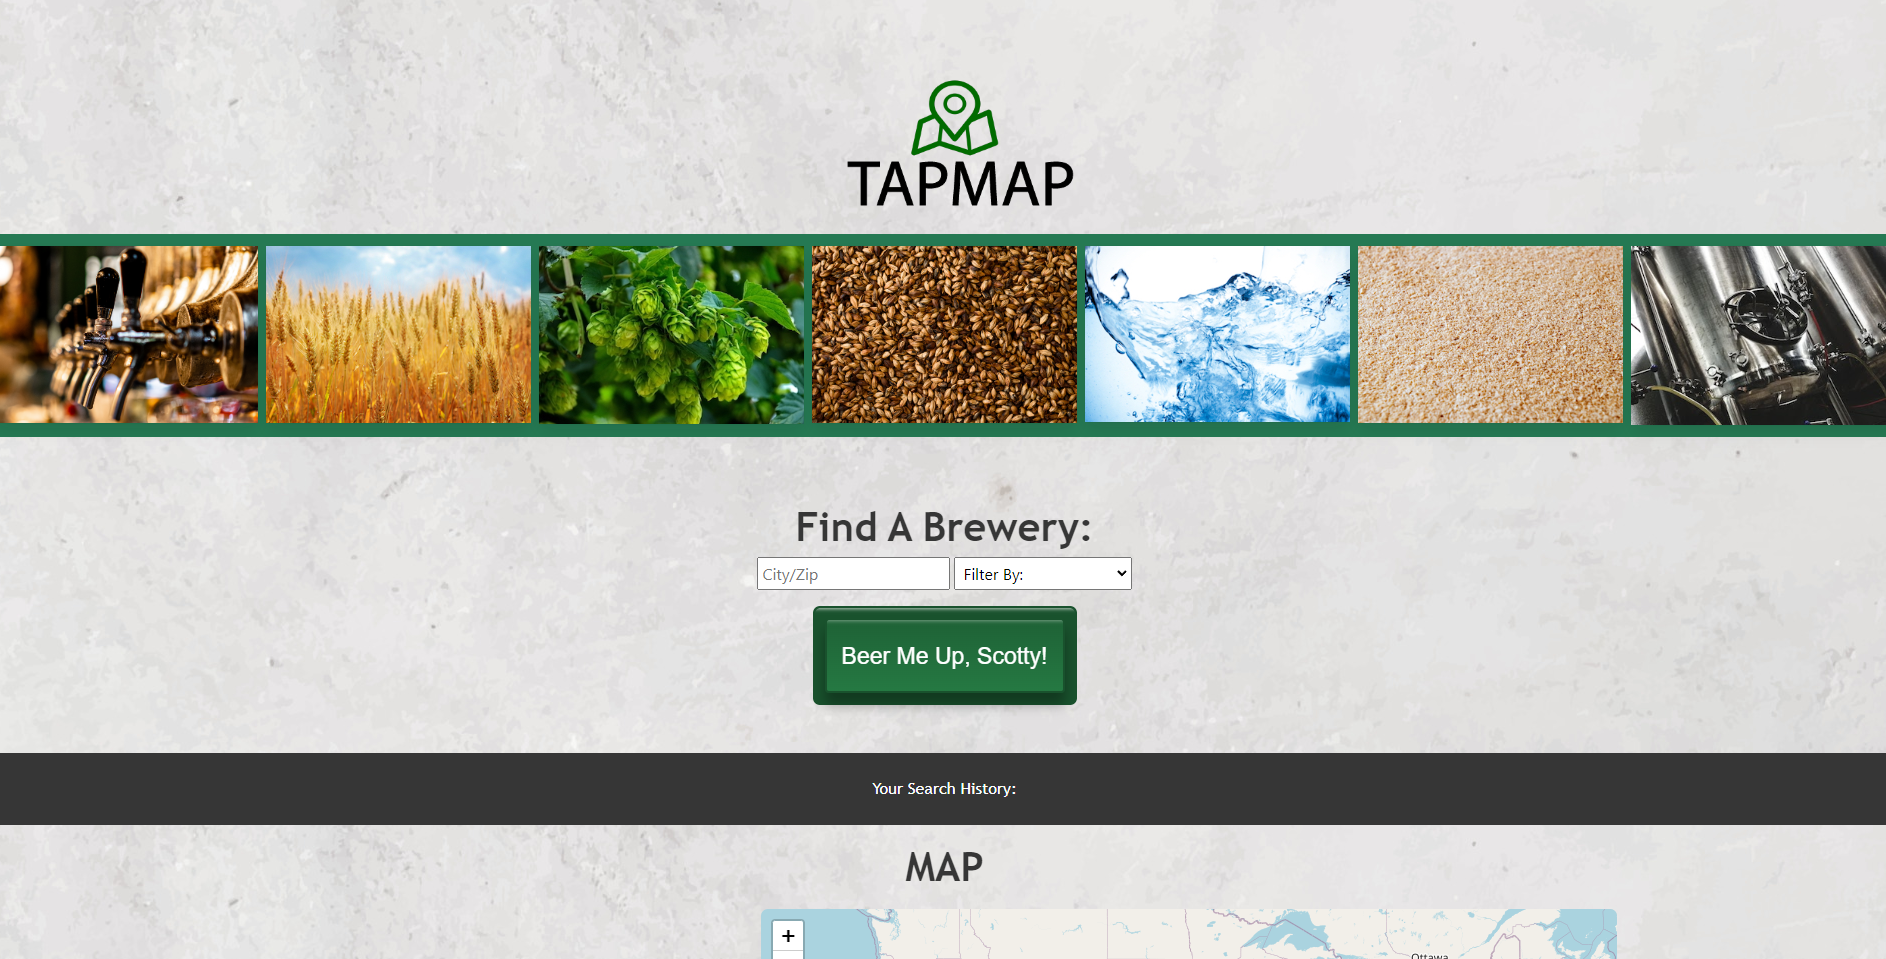 TAPMAP
Find A Brewery:
City/Zip
Filter By:
Beer Me Up, Scotty!
Your Search History:
MAP
+
Ottawa